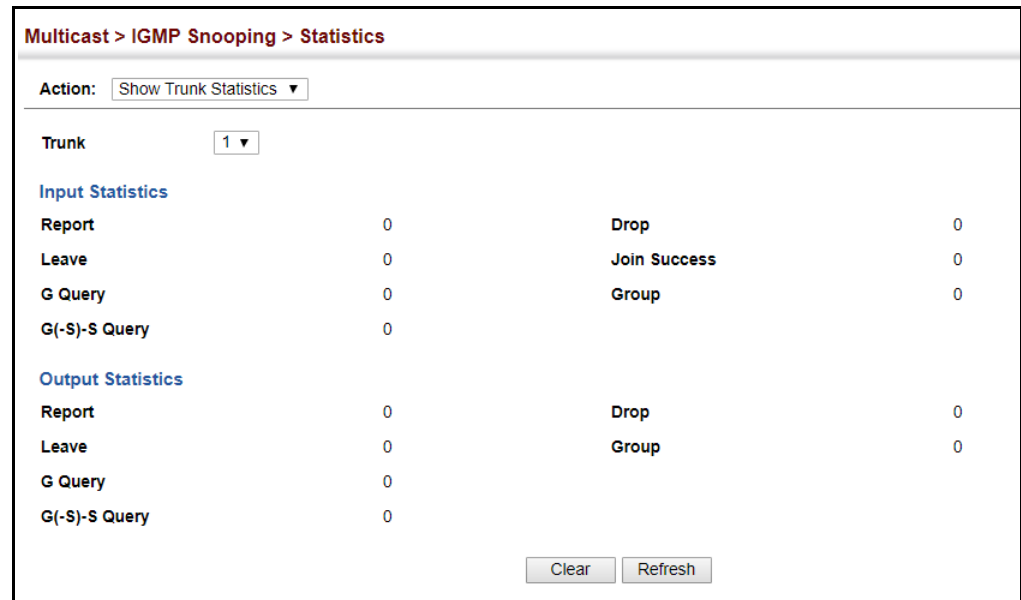 Multicast > IGMP Snooping > Statistics
Action: Show Trunk Statistics ▼
Trunk 1 ▼
Input Statistics
Report 0 Drop 0
Leave 0 Join Success 0
G Query 0 Group 0
G(-S)-S Query 0
Output Statistics
Report 0 Drop 0
Leave 0 Group 0
G Query 0
G(-S)-S Query 0
Clear Refresh